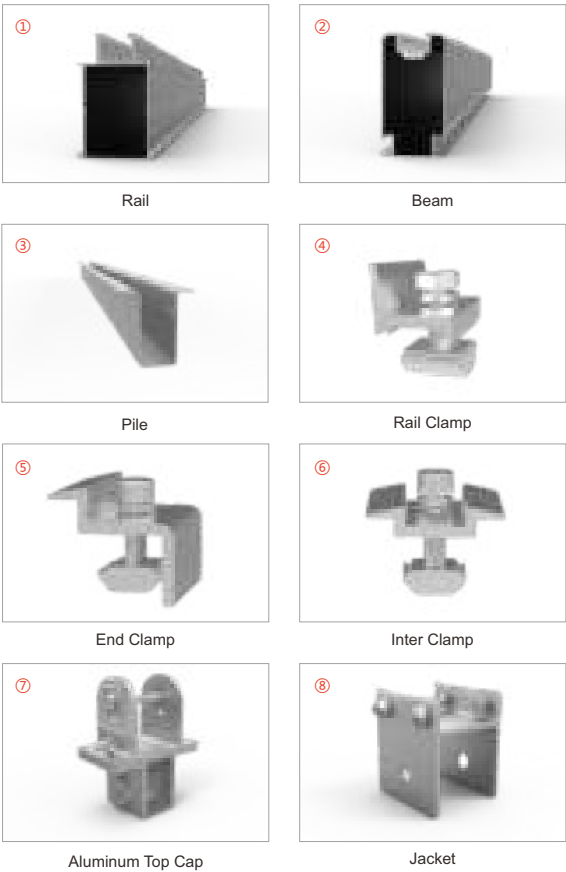 ①
②
Rail
Beam
③
④
Pile
Rail Clamp
⑤
⑥
End Clamp
Inter Clamp
⑦
⑧
Aluminum Top Cap
Jacket